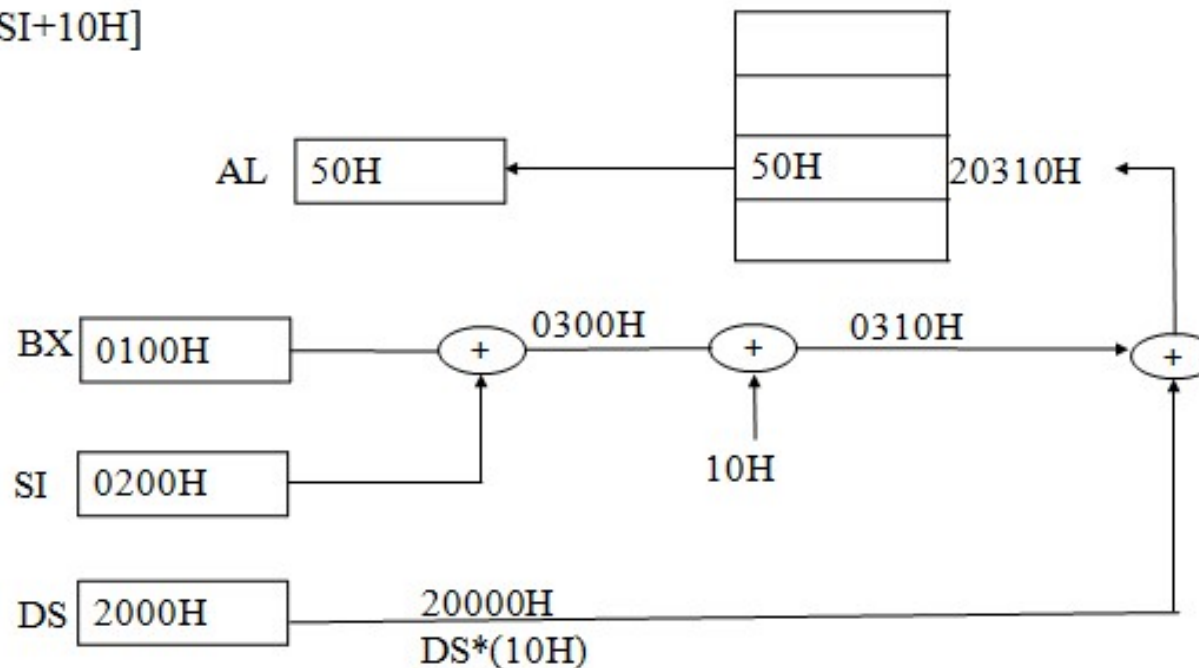 SI+10H]
AL 50H 50H 20310H
BX 0100H + 0300H + 0310H +
10H
SI 0200H
DS 2000H 20000H
DS*(10H)